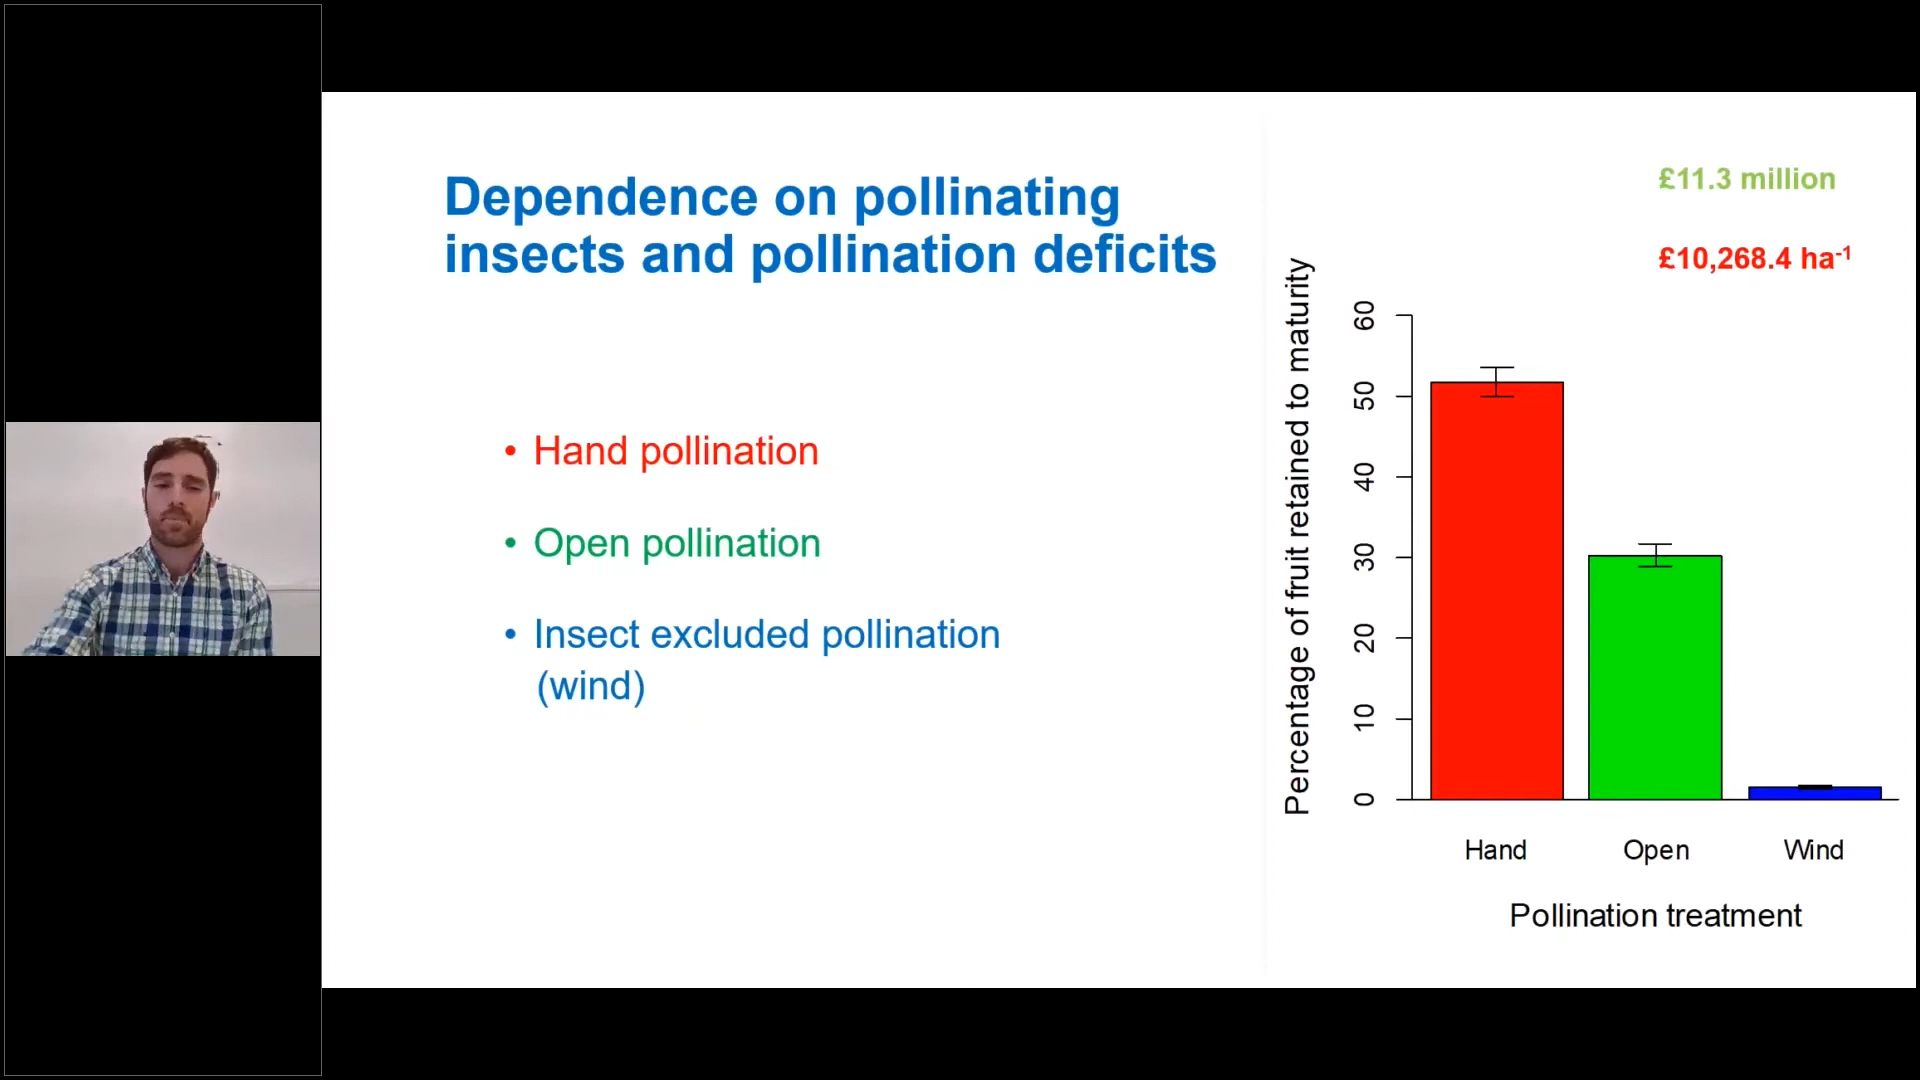 Dependence on pollinating
insects and pollination deficits
• Hand pollination
• Open pollination
• Insect excluded pollination
(wind)
£11.3 million
£10,268.4 ha⁻¹
Percentage of fruit retained to maturity
60
50
40
30
20
10
0
Hand Open Wind
Pollination treatment